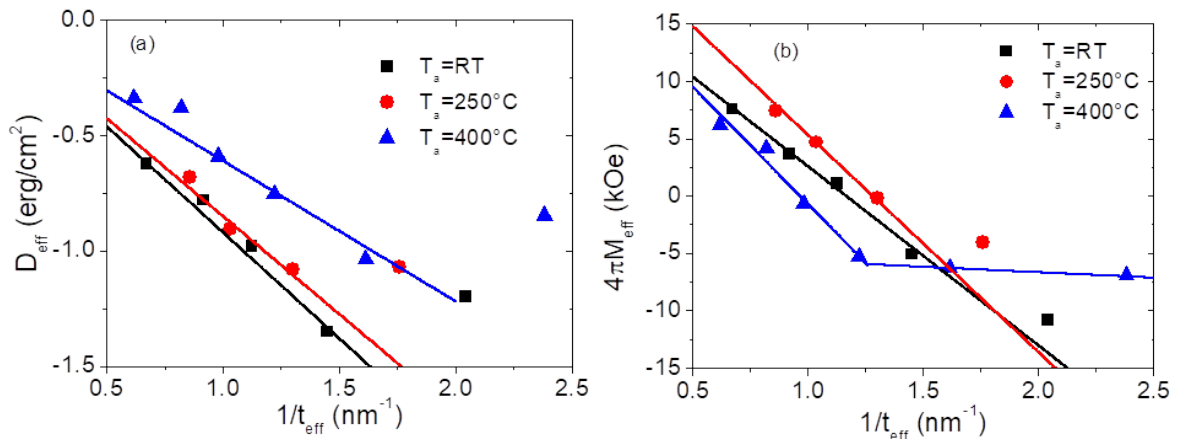 (a)
T_a=RT
T_a=250°C
T_a=400°C
D_eff (erg/cm²)
0.0
-0.5
-1.0
-1.5
0.5 1.0 1.5 2.0 2.5
1/t_eff (nm⁻¹)
(b)
T_a=RT
T_a=250°C
T_a=400°C
4πM_eff (kOe)
15
10
5
0
-5
-10
-15
0.5 1.0 1.5 2.0 2.5
1/t_eff (nm⁻¹)